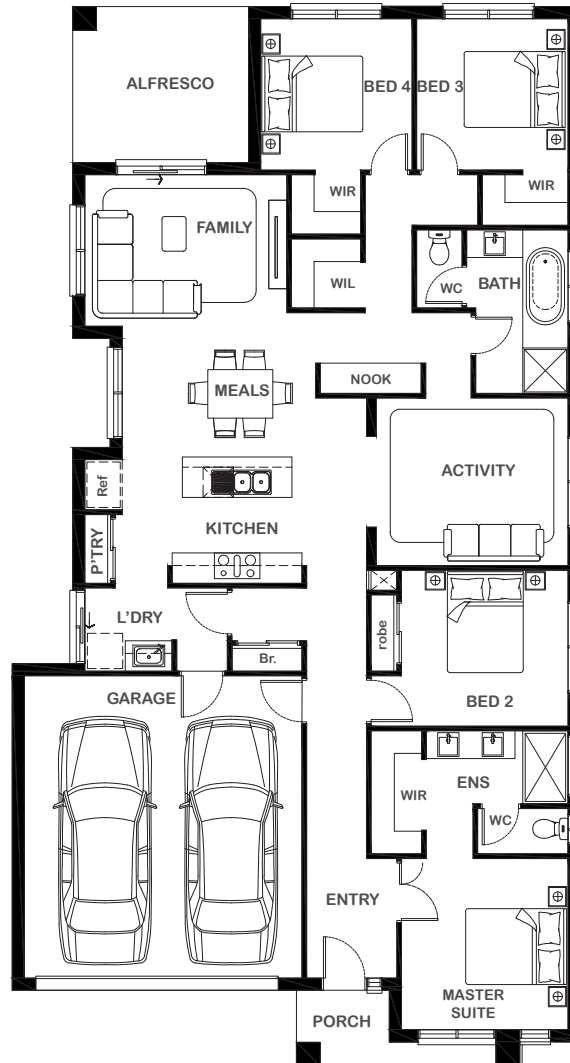 ALFRESCO
BED 4
BED 3
WIR
WIR
FAMILY
WIL
WC
BATH
NOOK
MEALS
Ref
ACTIVITY
KITCHEN
P'TRY
X
L'DRY
robe
Br.
GARAGE
BED 2
WIR
ENS
WC
ENTRY
MASTER
SUITE
PORCH